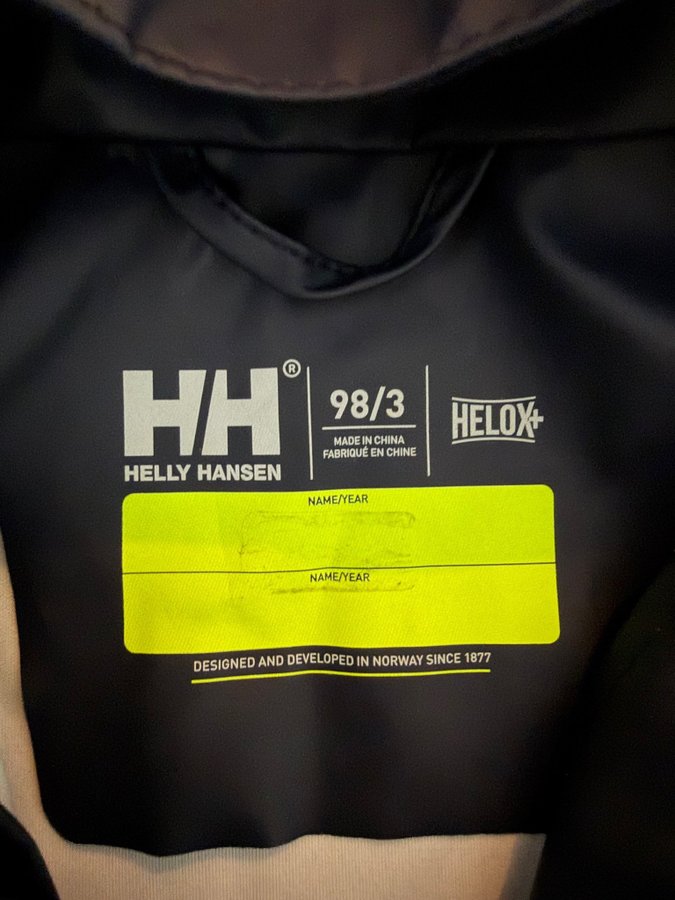 HH®
HELLY HANSEN
98/3
MADE IN CHINA
FABRIQUÉ EN CHINE
HELOX+
NAME/YEAR
NAME/YEAR
DESIGNED AND DEVELOPED IN NORWAY SINCE 1877